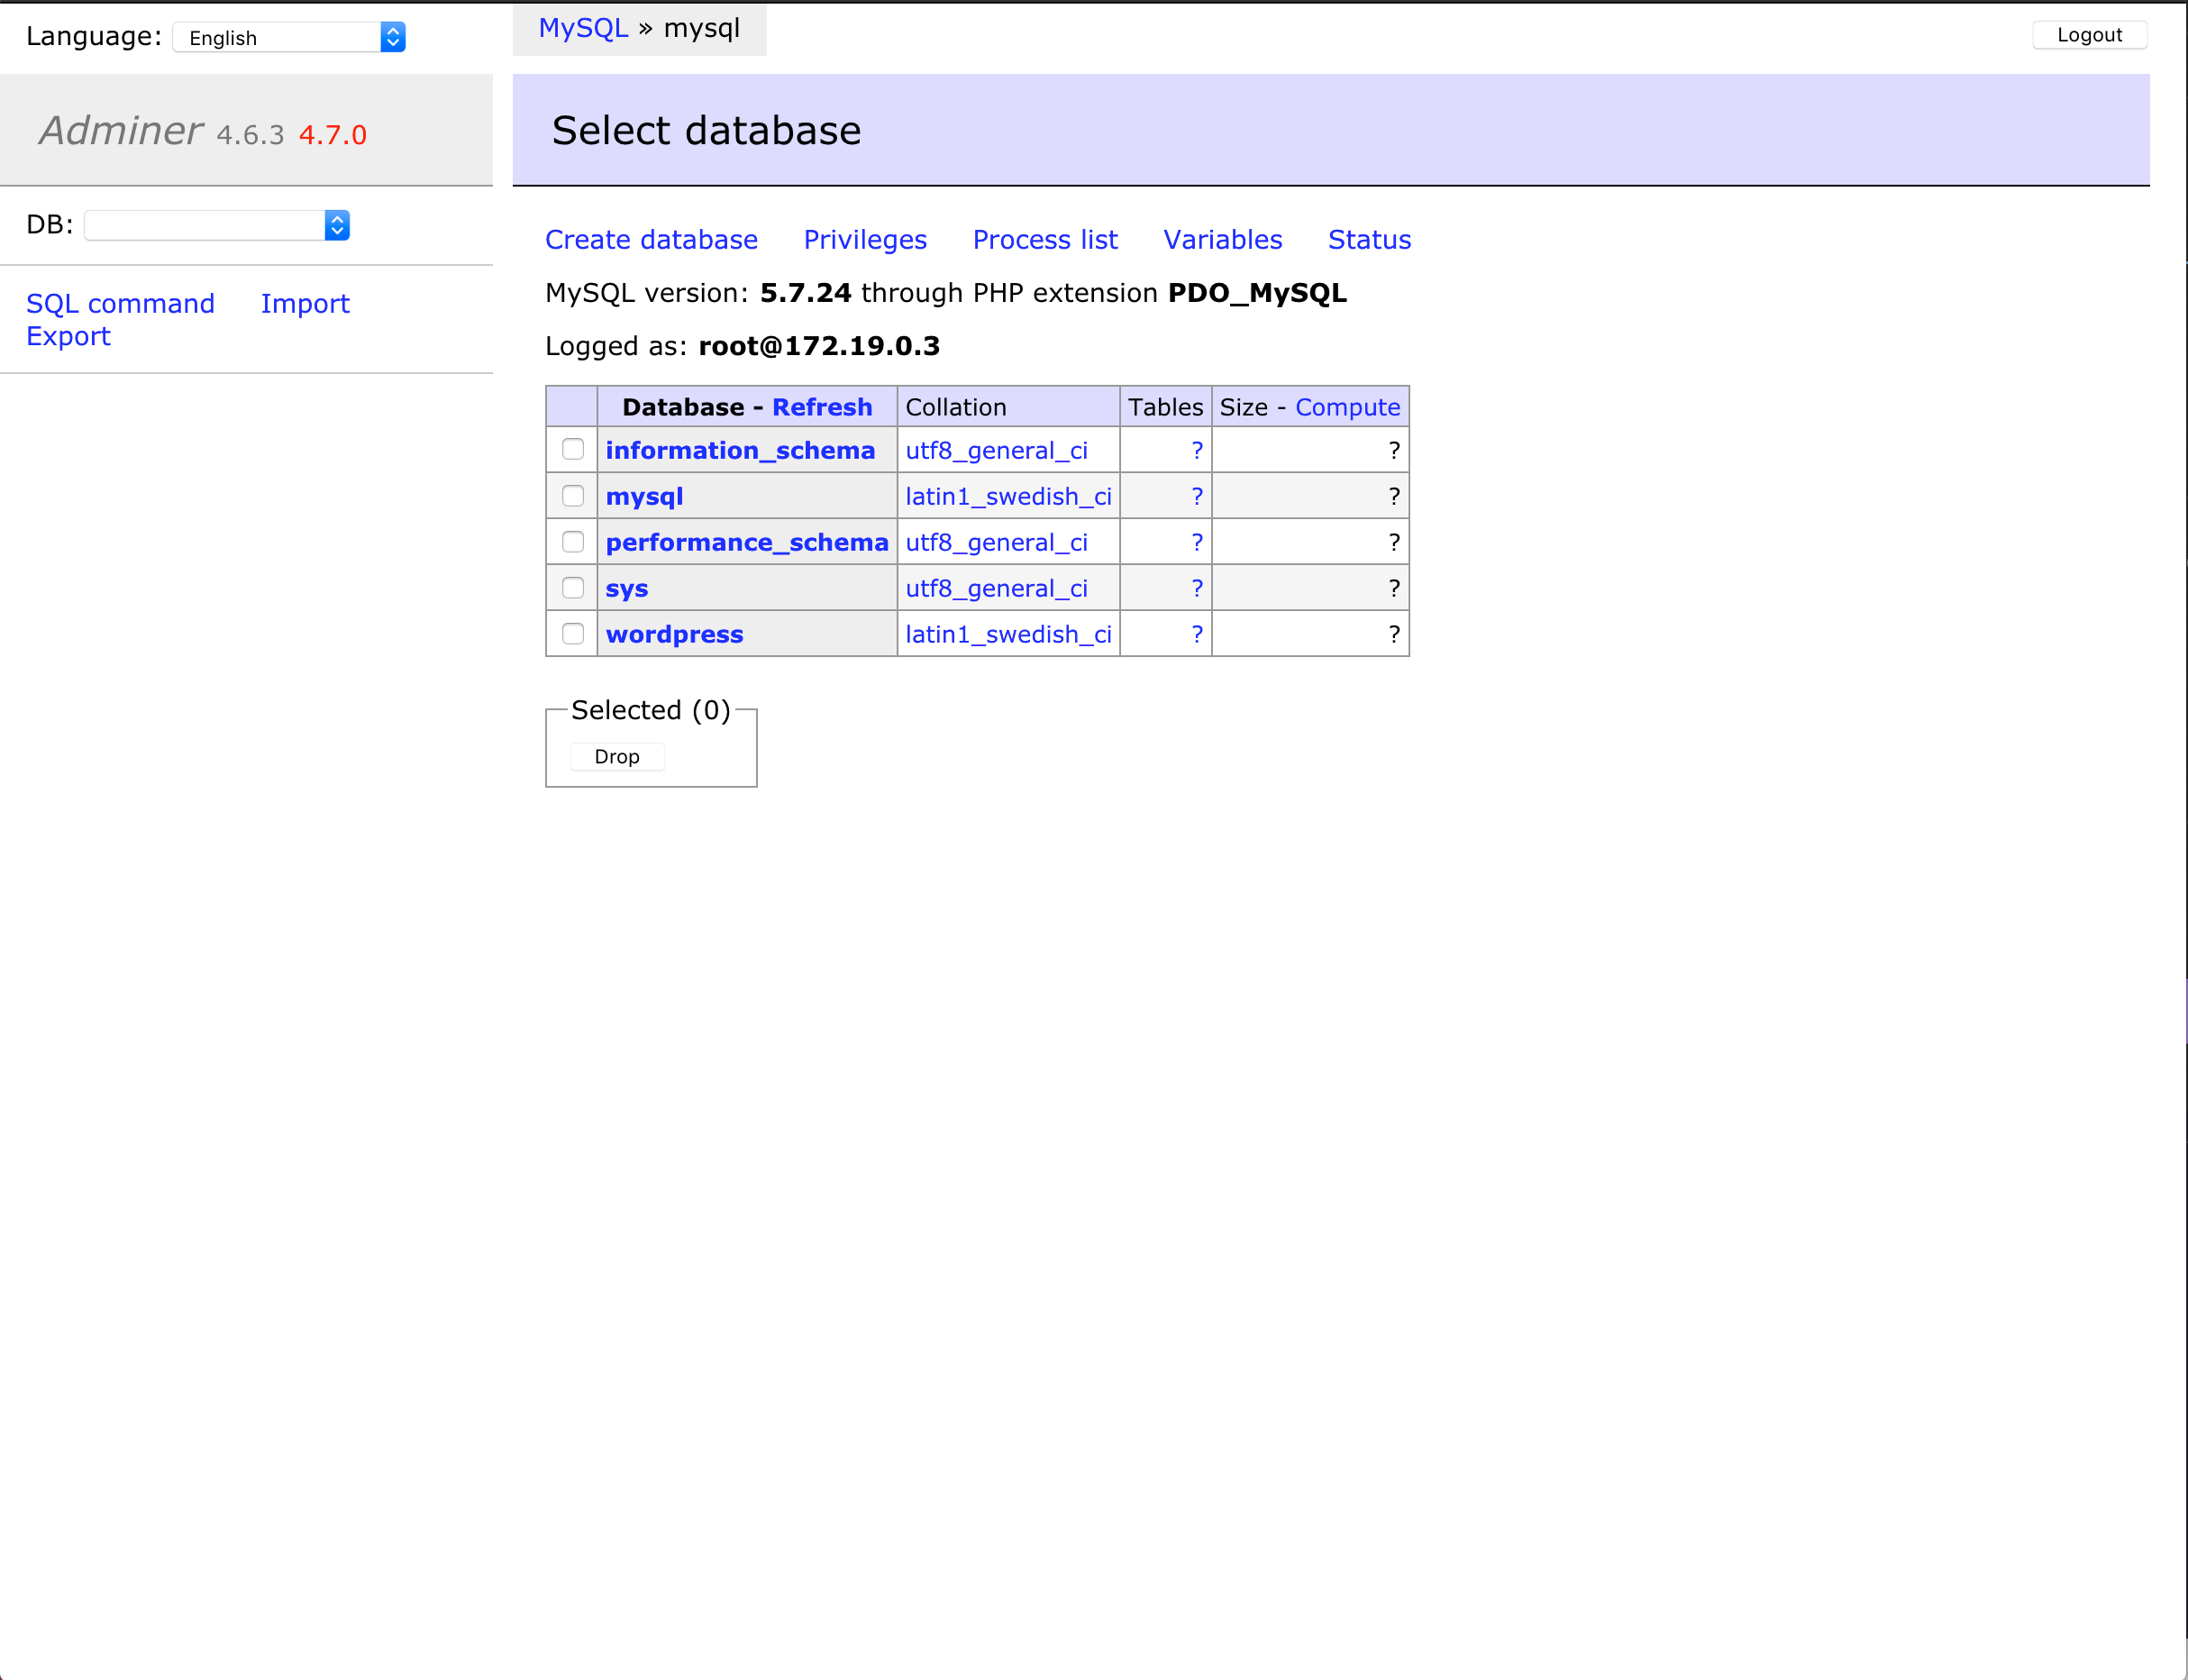 Language: English
MySQL » mysql
Logout
Adminer 4.6.3 4.7.0
Select database
DB:
SQL command Import
Export
Create database Privileges Process list Variables Status
MySQL version: 5.7.24 through PHP extension PDO_MySQL
Logged as: root@172.19.0.3
Database - Refresh Collation Tables Size - Compute
information_schema utf8_general_ci ? ?
mysql latin1_swedish_ci ? ?
performance_schema utf8_general_ci ? ?
sys utf8_general_ci ? ?
wordpress latin1_swedish_ci ? ?
Selected (0)
Drop